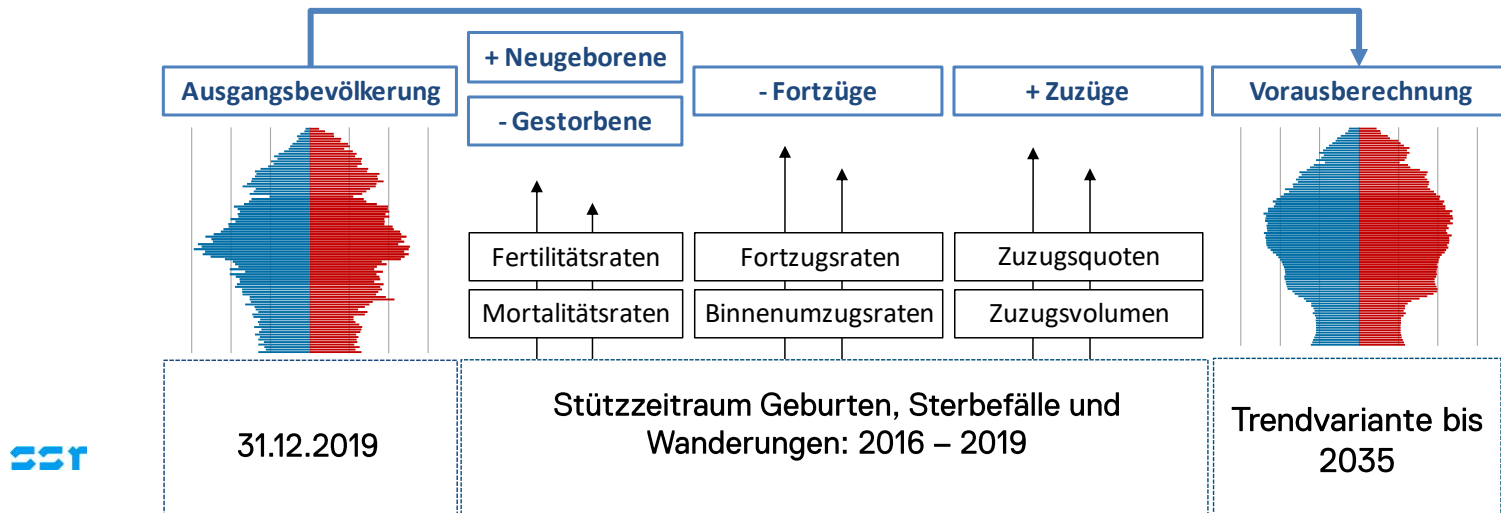 Ausgangsbevölkerung
+ Neugeborene
- Gestorbene
- Fortzüge
+ Zuzüge
Vorausberechnung
Fertilitätsraten
Mortalitätsraten
Fortzugsraten
Binnenumzugsraten
Zuzugsquoten
Zuzugsvolumen
31.12.2019
Stützzeitraum Geburten, Sterbefälle und
Wanderungen: 2016 – 2019
Trendvariante bis
2035
ssr